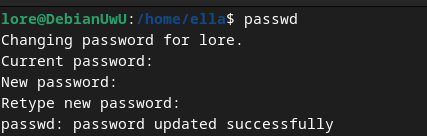 lore@DebianUwU:/home/ella$ passwd
Changing password for lore.
Current password:
New password:
Retype new password:
passwd: password updated successfully